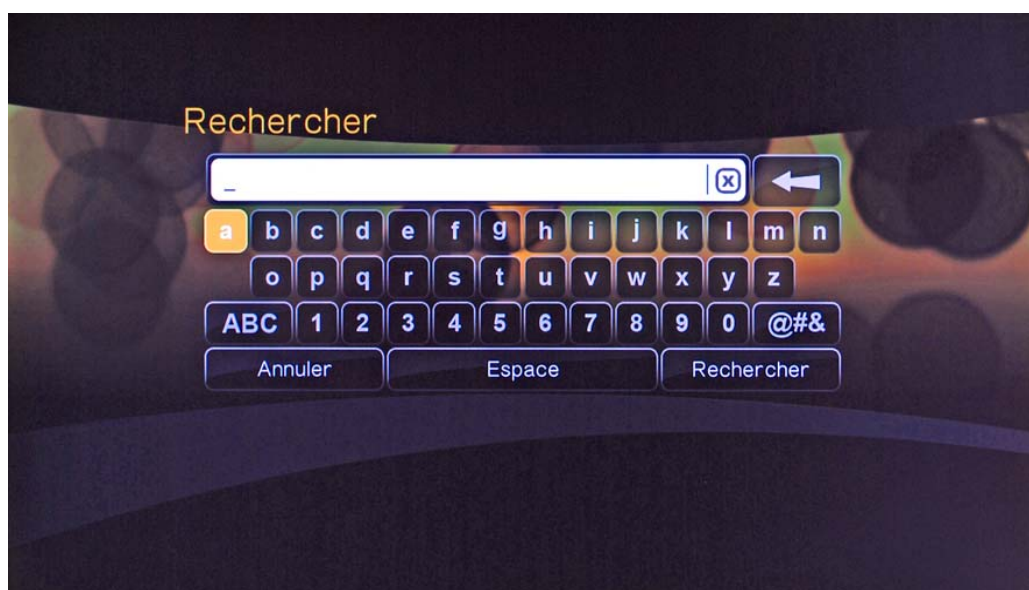 Rechercher
_
x
a b c d e f g h i j k l m n
o p q r s t u v w x y z
ABC 1 2 3 4 5 6 7 8 9 0 @#&
Annuler Espace Rechercher